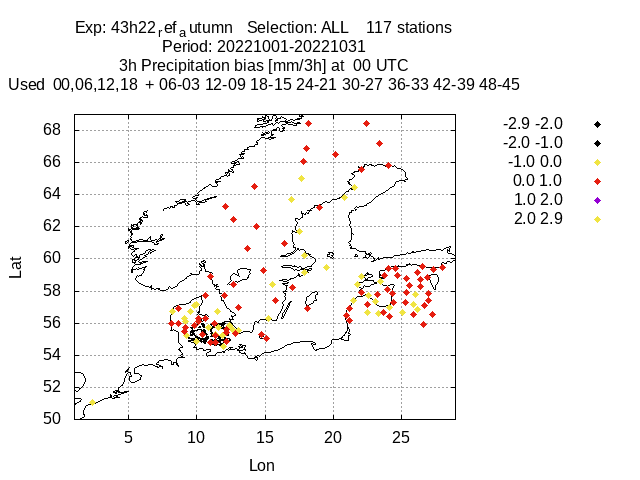 Exp: 43h22ref_autumn   Selection: ALL    117 stations
Period: 20221001-20221031
3h Precipitation bias [mm/3h] at  00 UTC
Used  00,06,12,18  + 06-03 12-09 18-15 24-21 30-27 36-33 42-39 48-45
-2.9 -2.0
-2.0 -1.0
-1.0 0.0
0.0 1.0
1.0 2.0
2.0 2.9
68
66
64
62
60
58
56
54
52
50
Lat
5 10 15 20 25
Lon